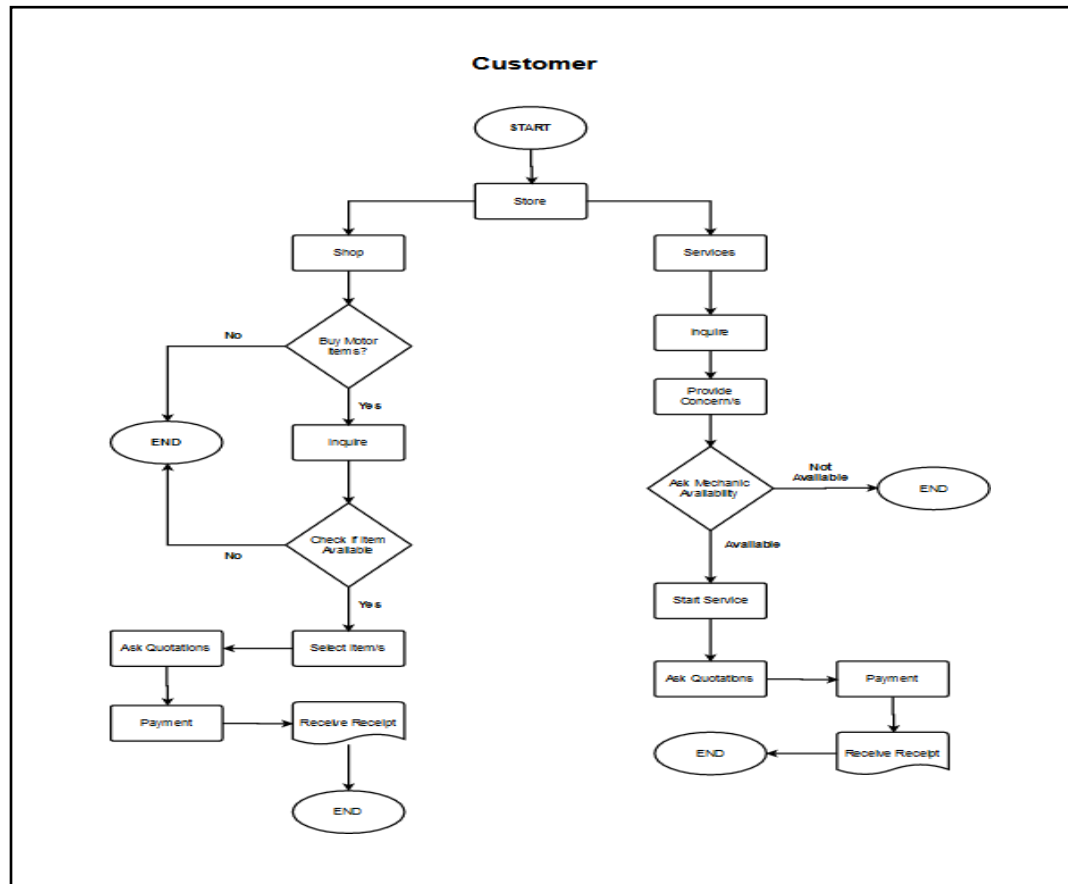 Customer
START
Store
Shop
Services
Buy Motor
Items?
No
Yes
Inquire
END
Check if Item
Available
No
Yes
Select Item/s
Ask Quotations
Payment
Receive Receipt
END
Inquire
Provide
Concern/s
Ask Mechanic
Availability
Not
Available
END
Available
Start Service
Ask Quotations
Payment
Receive Receipt
END